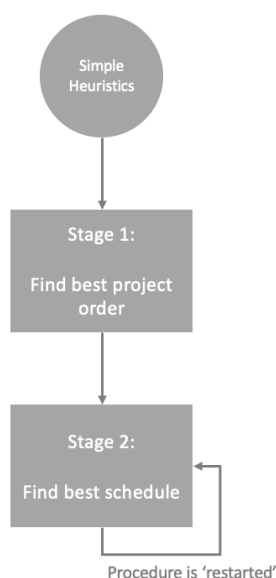 Simple
Heuristics
Stage 1:
Find best project
order
Stage 2:
Find best schedule
Procedure is ‘restarted’